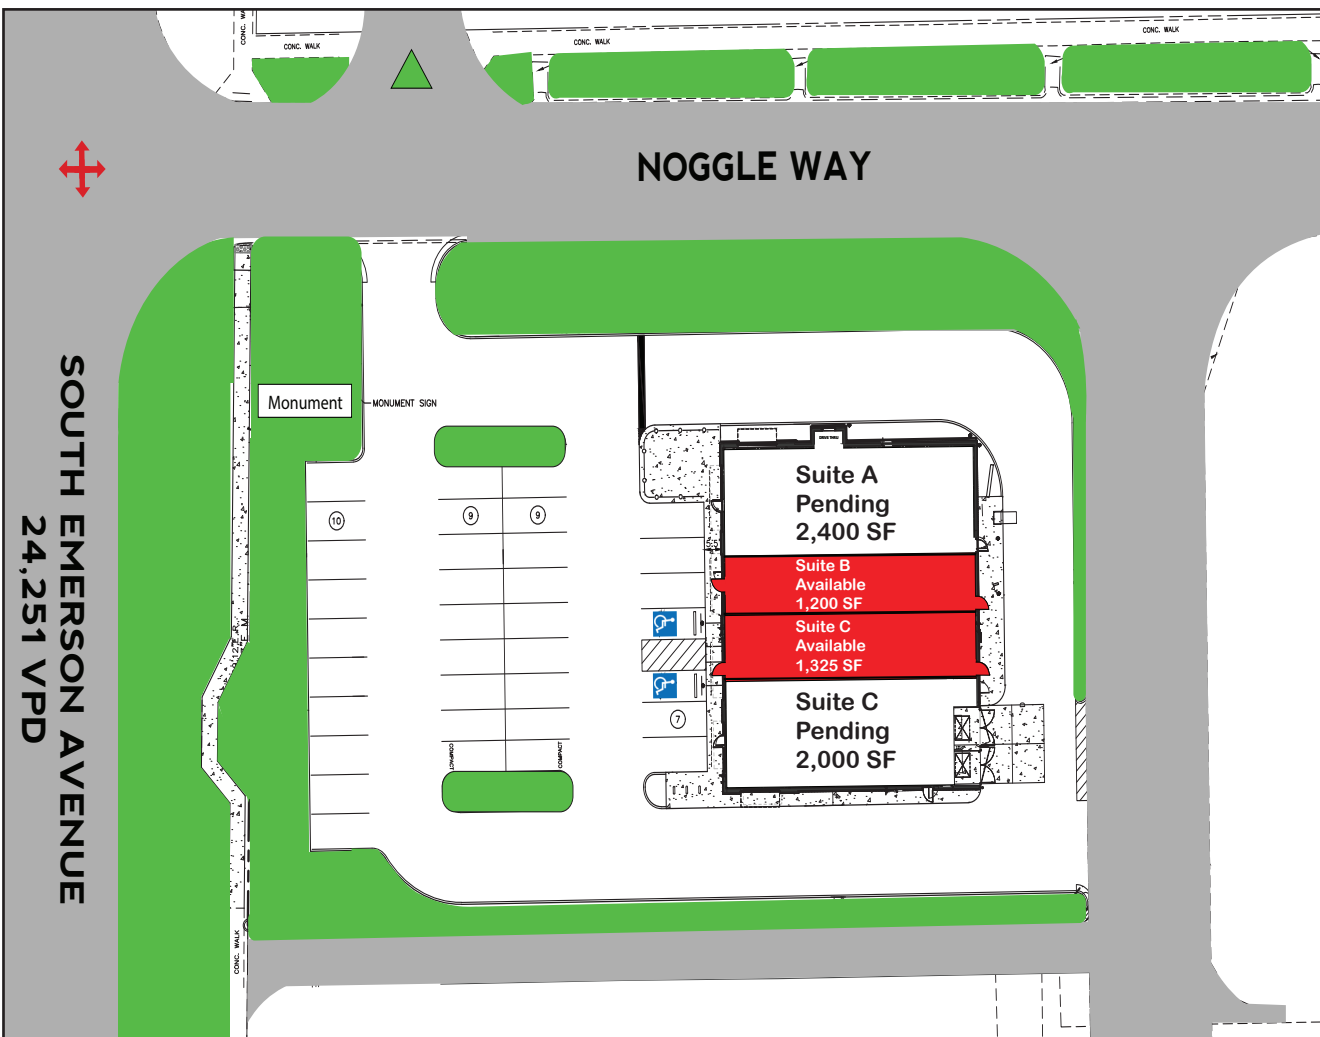 CONC. WALK
CONC. WALK
CONC. WALK
NOGGLE WAY
SOUTH EMERSON AVENUE
24,251 VPD
Monument
MONUMENT SIGN
DRIVE THRU
Suite A
Pending
2,400 SF
10
9
9
Suite B
Available
1,200 SF
Suite C
Available
1,325 SF
Suite C
Pending
2,000 SF
7
COMPACT
COMPACT
CONC. WALK